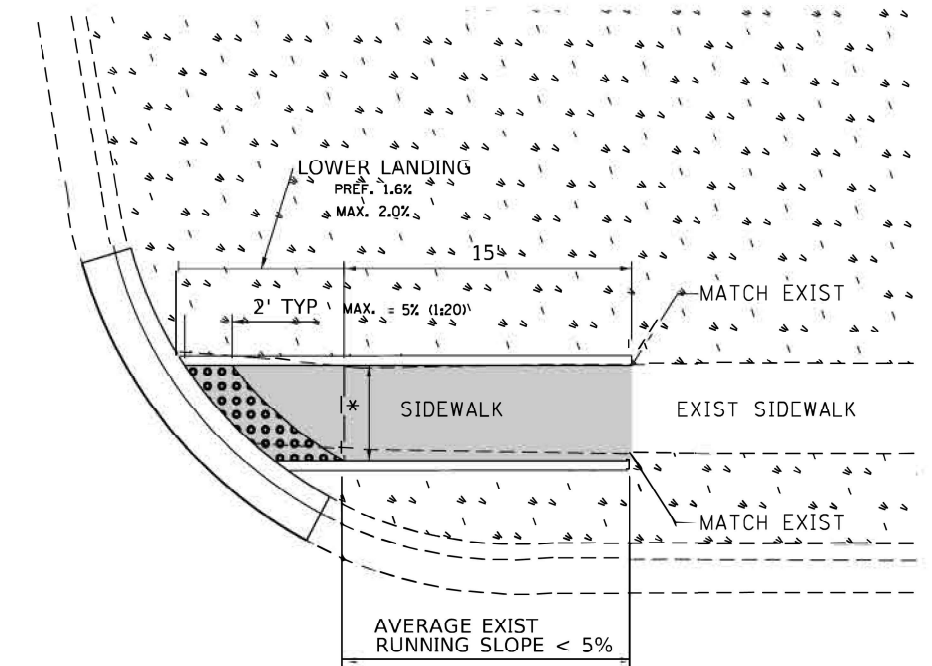 LOWER LANDING
PREF. 1.6%
MAX. 2.0%
15'
2' TYP
MAX. = 5% (1:20)
MATCH EXIST
* SIDEWALK
EXIST SIDEWALK
MATCH EXIST
AVERAGE EXIST
RUNNING SLOPE < 5%